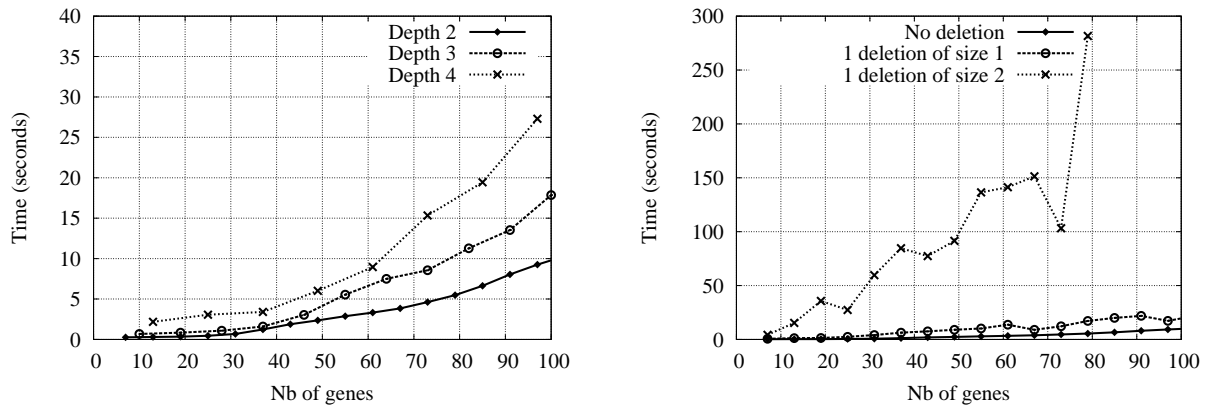 40
35
30
25
20
15
10
5
0
Time (seconds)
0 10 20 30 40 50 60 70 80 90 100
Nb of genes
Depth 2
Depth 3
Depth 4
300
250
200
150
100
50
0
Time (seconds)
0 10 20 30 40 50 60 70 80 90 100
Nb of genes
No deletion
1 deletion of size 1
1 deletion of size 2